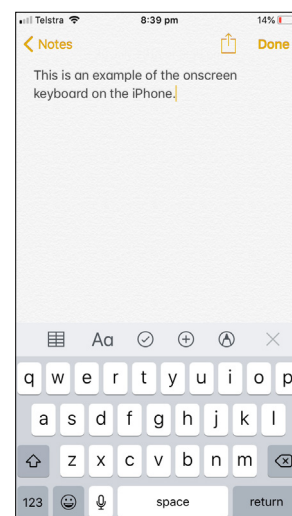 Telstra 8:39 pm 14%
Notes Done
This is an example of the onscreen
keyboard on the iPhone.
Aa
q w e r t y u i o p
a s d f g h j k l
z x c v b n m
123 space return